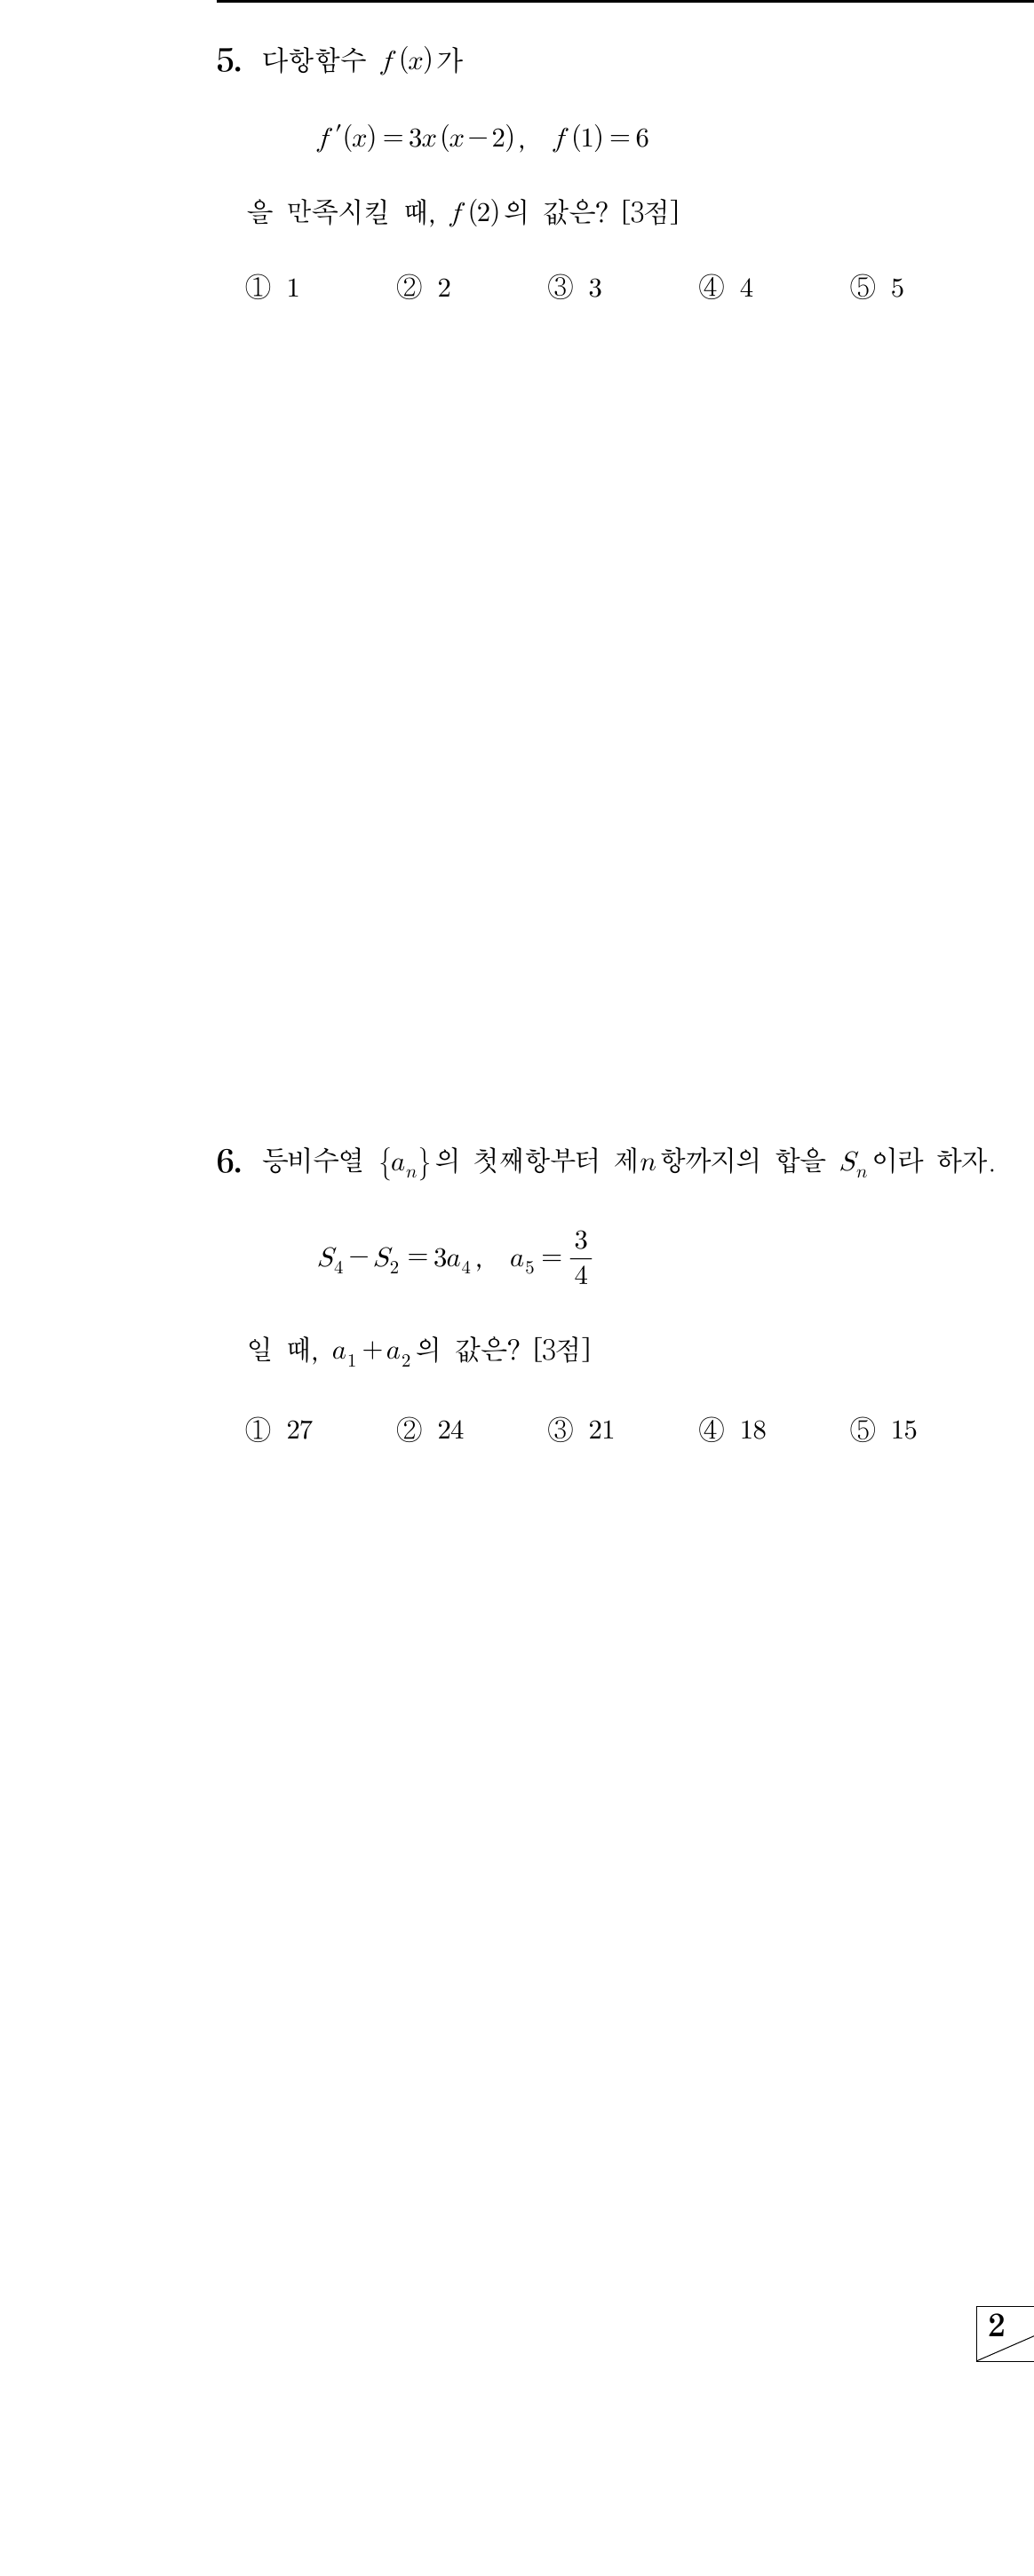 5. 다항함수 f(x)가
f′(x)=3x(x−2), f(1)=6
을 만족시킬 때, f(2)의 값은? [3점]
① 1 ② 2 ③ 3 ④ 4 ⑤ 5
6. 등비수열 {aₙ}의 첫째항부터 제n항까지의 합을 Sₙ이라 하자.
S₄−S₂=3a₄, a₅=3/4
일 때, a₁+a₂의 값은? [3점]
① 27 ② 24 ③ 21 ④ 18 ⑤ 15
2